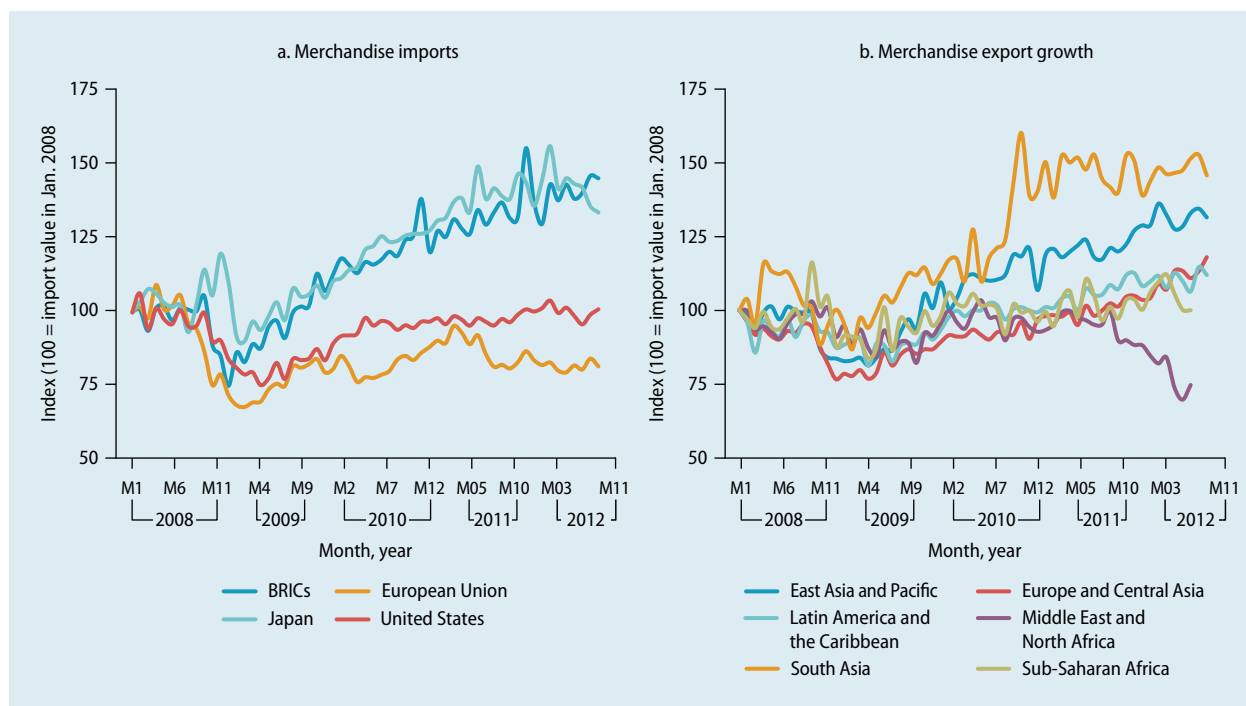 a. Merchandise imports
175
150
125
100
75
50
Index (100 = import value in Jan. 2008
M1 M6 M11 M4 M9 M2 M7 M12 M05 M10 M03 M11
2008 2009 2010 2011 2012
Month, year
BRICs European Union
Japan United States
b. Merchandise export growth
175
150
125
100
75
50
Index (100 = import value in Jan. 2008
M1 M6 M11 M4 M9 M2 M7 M12 M05 M10 M03 M11
2008 2009 2010 2011 2012
Month, year
East Asia and Pacific Europe and Central Asia
Latin America and Middle East and
the Caribbean North Africa
South Asia Sub-Saharan Africa